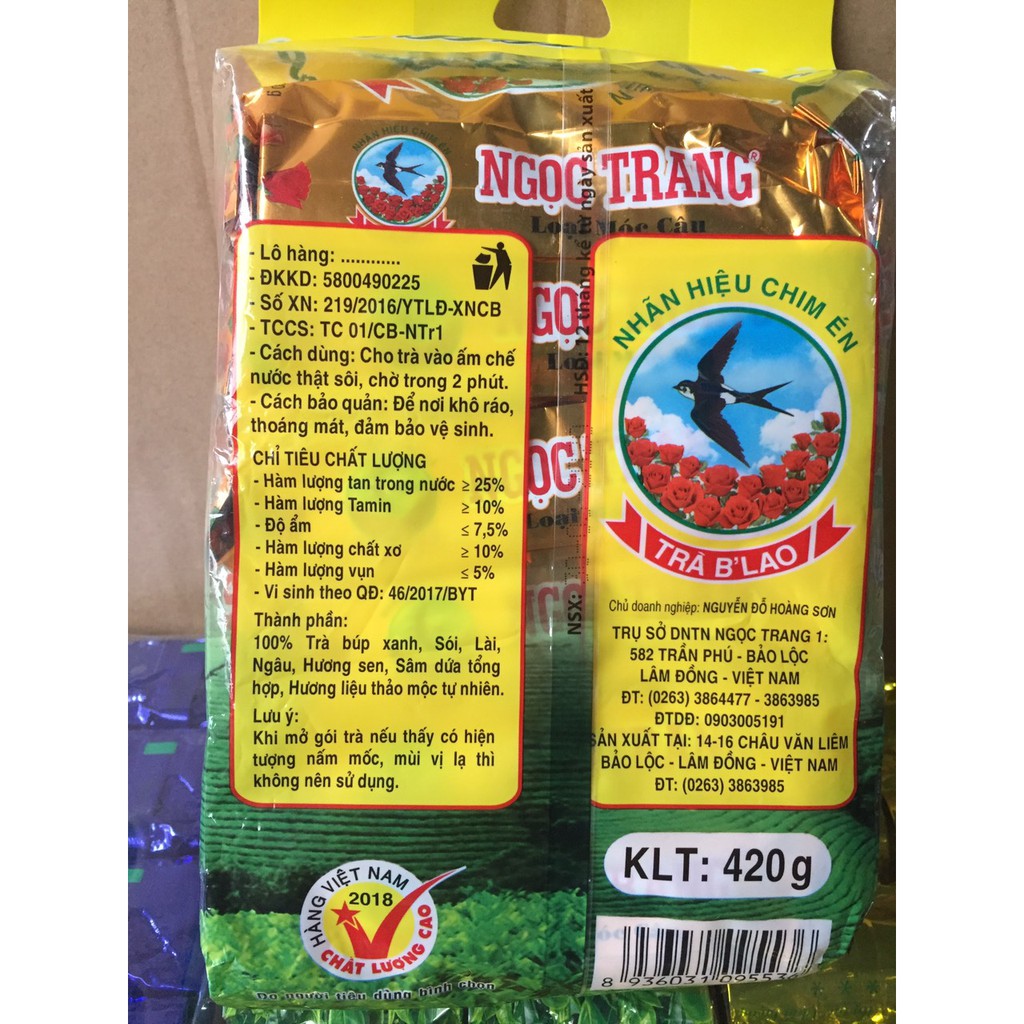 NHÃN HIỆU CHIM ÉN
NGỌC TRANG®
Loại Móc Câu
- Lô hàng: ............
- ĐKKD: 5800490225
- Số XN: 219/2016/YTLĐ-XNCB
- TCCS: TC 01/CB-NTr1
- Cách dùng: Cho trà vào ấm chế
nước thật sôi, chờ trong 2 phút.
- Cách bảo quản: Để nơi khô ráo,
thoáng mát, đảm bảo vệ sinh.
CHỈ TIÊU CHẤT LƯỢNG
- Hàm lượng tan trong nước ≥ 25%
- Hàm lượng Tamin ≥ 10%
- Độ ẩm ≤ 7,5%
- Hàm lượng chất xơ ≥ 10%
- Hàm lượng vụn ≤ 5%
- Vi sinh theo QĐ: 46/2017/BYT
Thành phần:
100% Trà búp xanh, Sói, Lài,
Ngâu, Hương sen, Sâm dứa tổng
hợp, Hương liệu thảo mộc tự nhiên.
Lưu ý:
Khi mở gói trà nếu thấy có hiện
tượng nấm mốc, mùi vị lạ thì
không nên sử dụng.
NSX:
HSD: 12 tháng kể từ ngày sản xuất
NGỌC
NHÃN HIỆU CHIM ÉN
TRÀ B'LAO
Chủ doanh nghiệp: NGUYỄN ĐỖ HOÀNG SƠN
TRỤ SỞ DNTN NGỌC TRANG 1:
582 TRẦN PHÚ - BẢO LỘC
LÂM ĐỒNG - VIỆT NAM
ĐT: (0263) 3864477 - 3863985
ĐTDĐ: 0903005191
SẢN XUẤT TẠI: 14-16 CHÂU VĂN LIÊM
BẢO LỘC - LÂM ĐỒNG - VIỆT NAM
ĐT: (0263) 3863985
KLT: 420g
HÀNG VIỆT NAM
2018
CHẤT LƯỢNG CAO
Do người tiêu dùng bình chọn
8 936031 09553